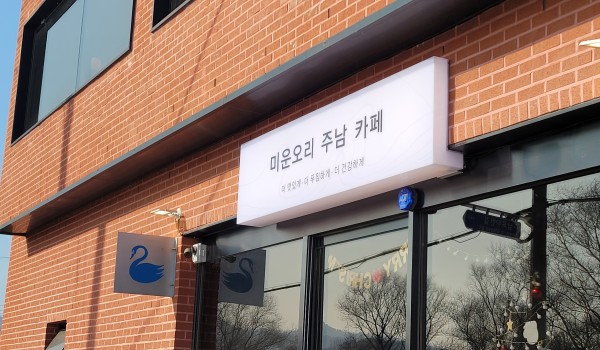 미운오리 주남 카페
더 맛있게·더 푸짐하게·더 건강하게